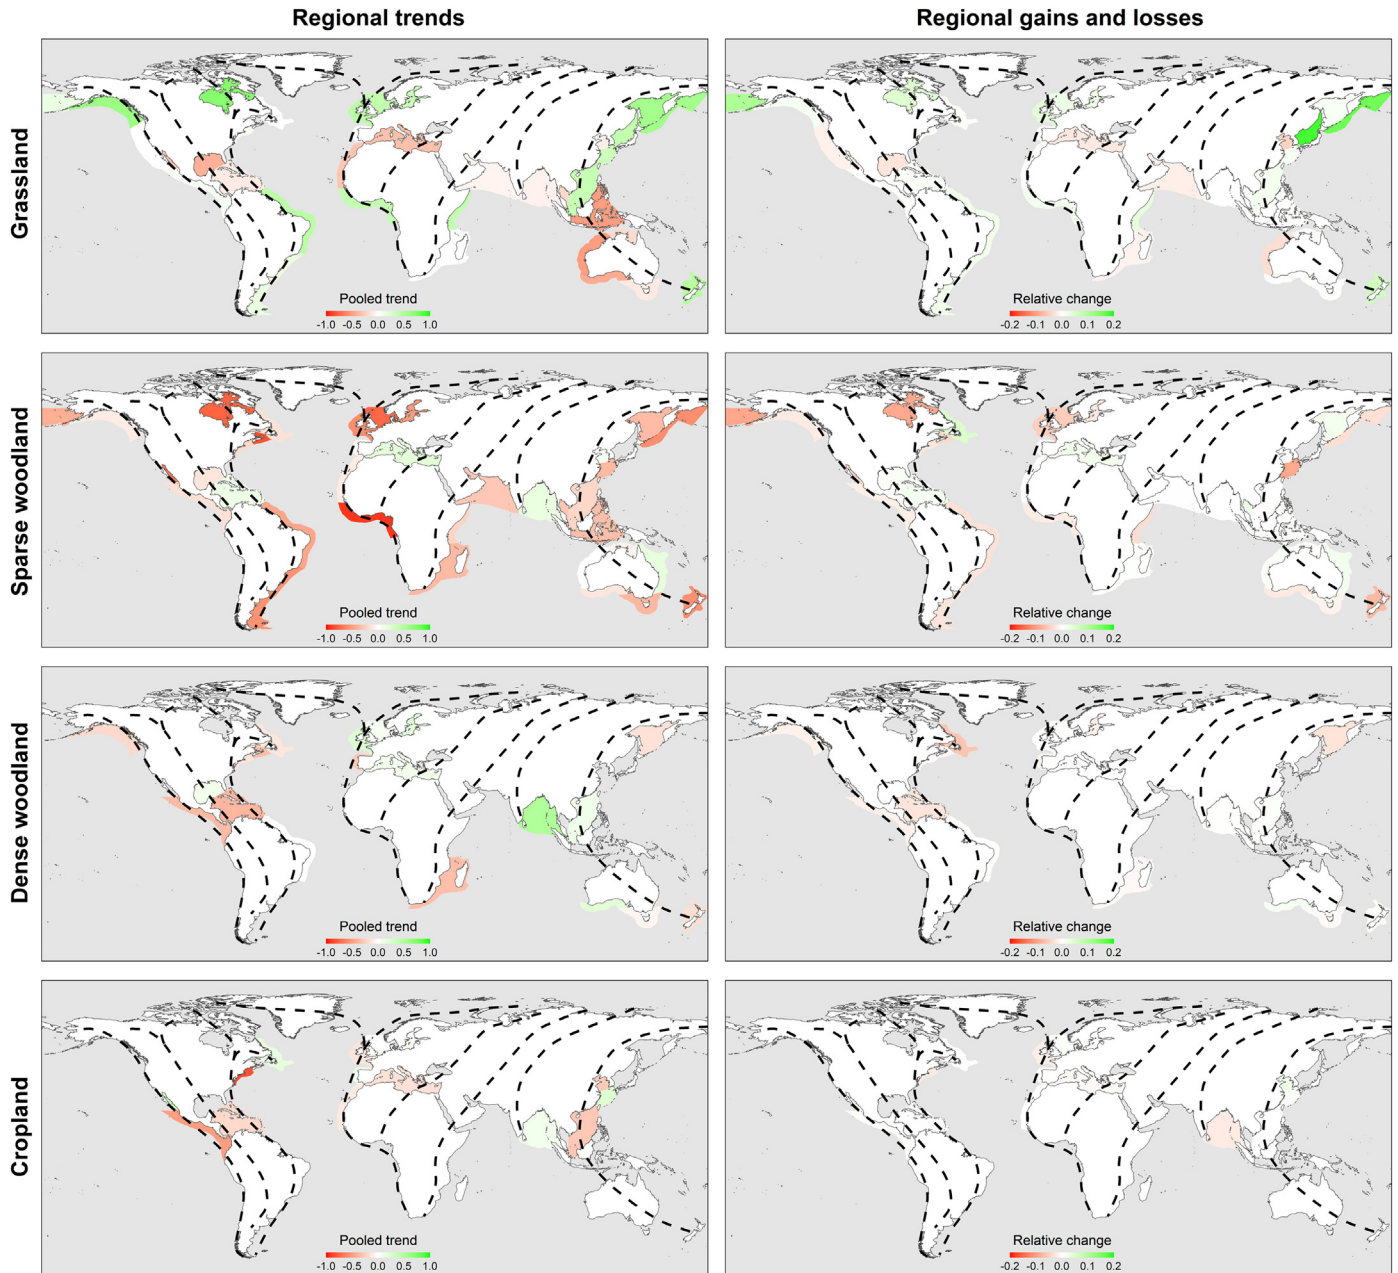 Regional trends
Regional gains and losses
Grassland
Pooled trend
-1.0 -0.5 0.0 0.5 1.0
Relative change
-0.2 -0.1 0.0 0.1 0.2
Sparse woodland
Pooled trend
-1.0 -0.5 0.0 0.5 1.0
Relative change
-0.2 -0.1 0.0 0.1 0.2
Dense woodland
Pooled trend
-1.0 -0.5 0.0 0.5 1.0
Relative change
-0.2 -0.1 0.0 0.1 0.2
Cropland
Pooled trend
-1.0 -0.5 0.0 0.5 1.0
Relative change
-0.2 -0.1 0.0 0.1 0.2